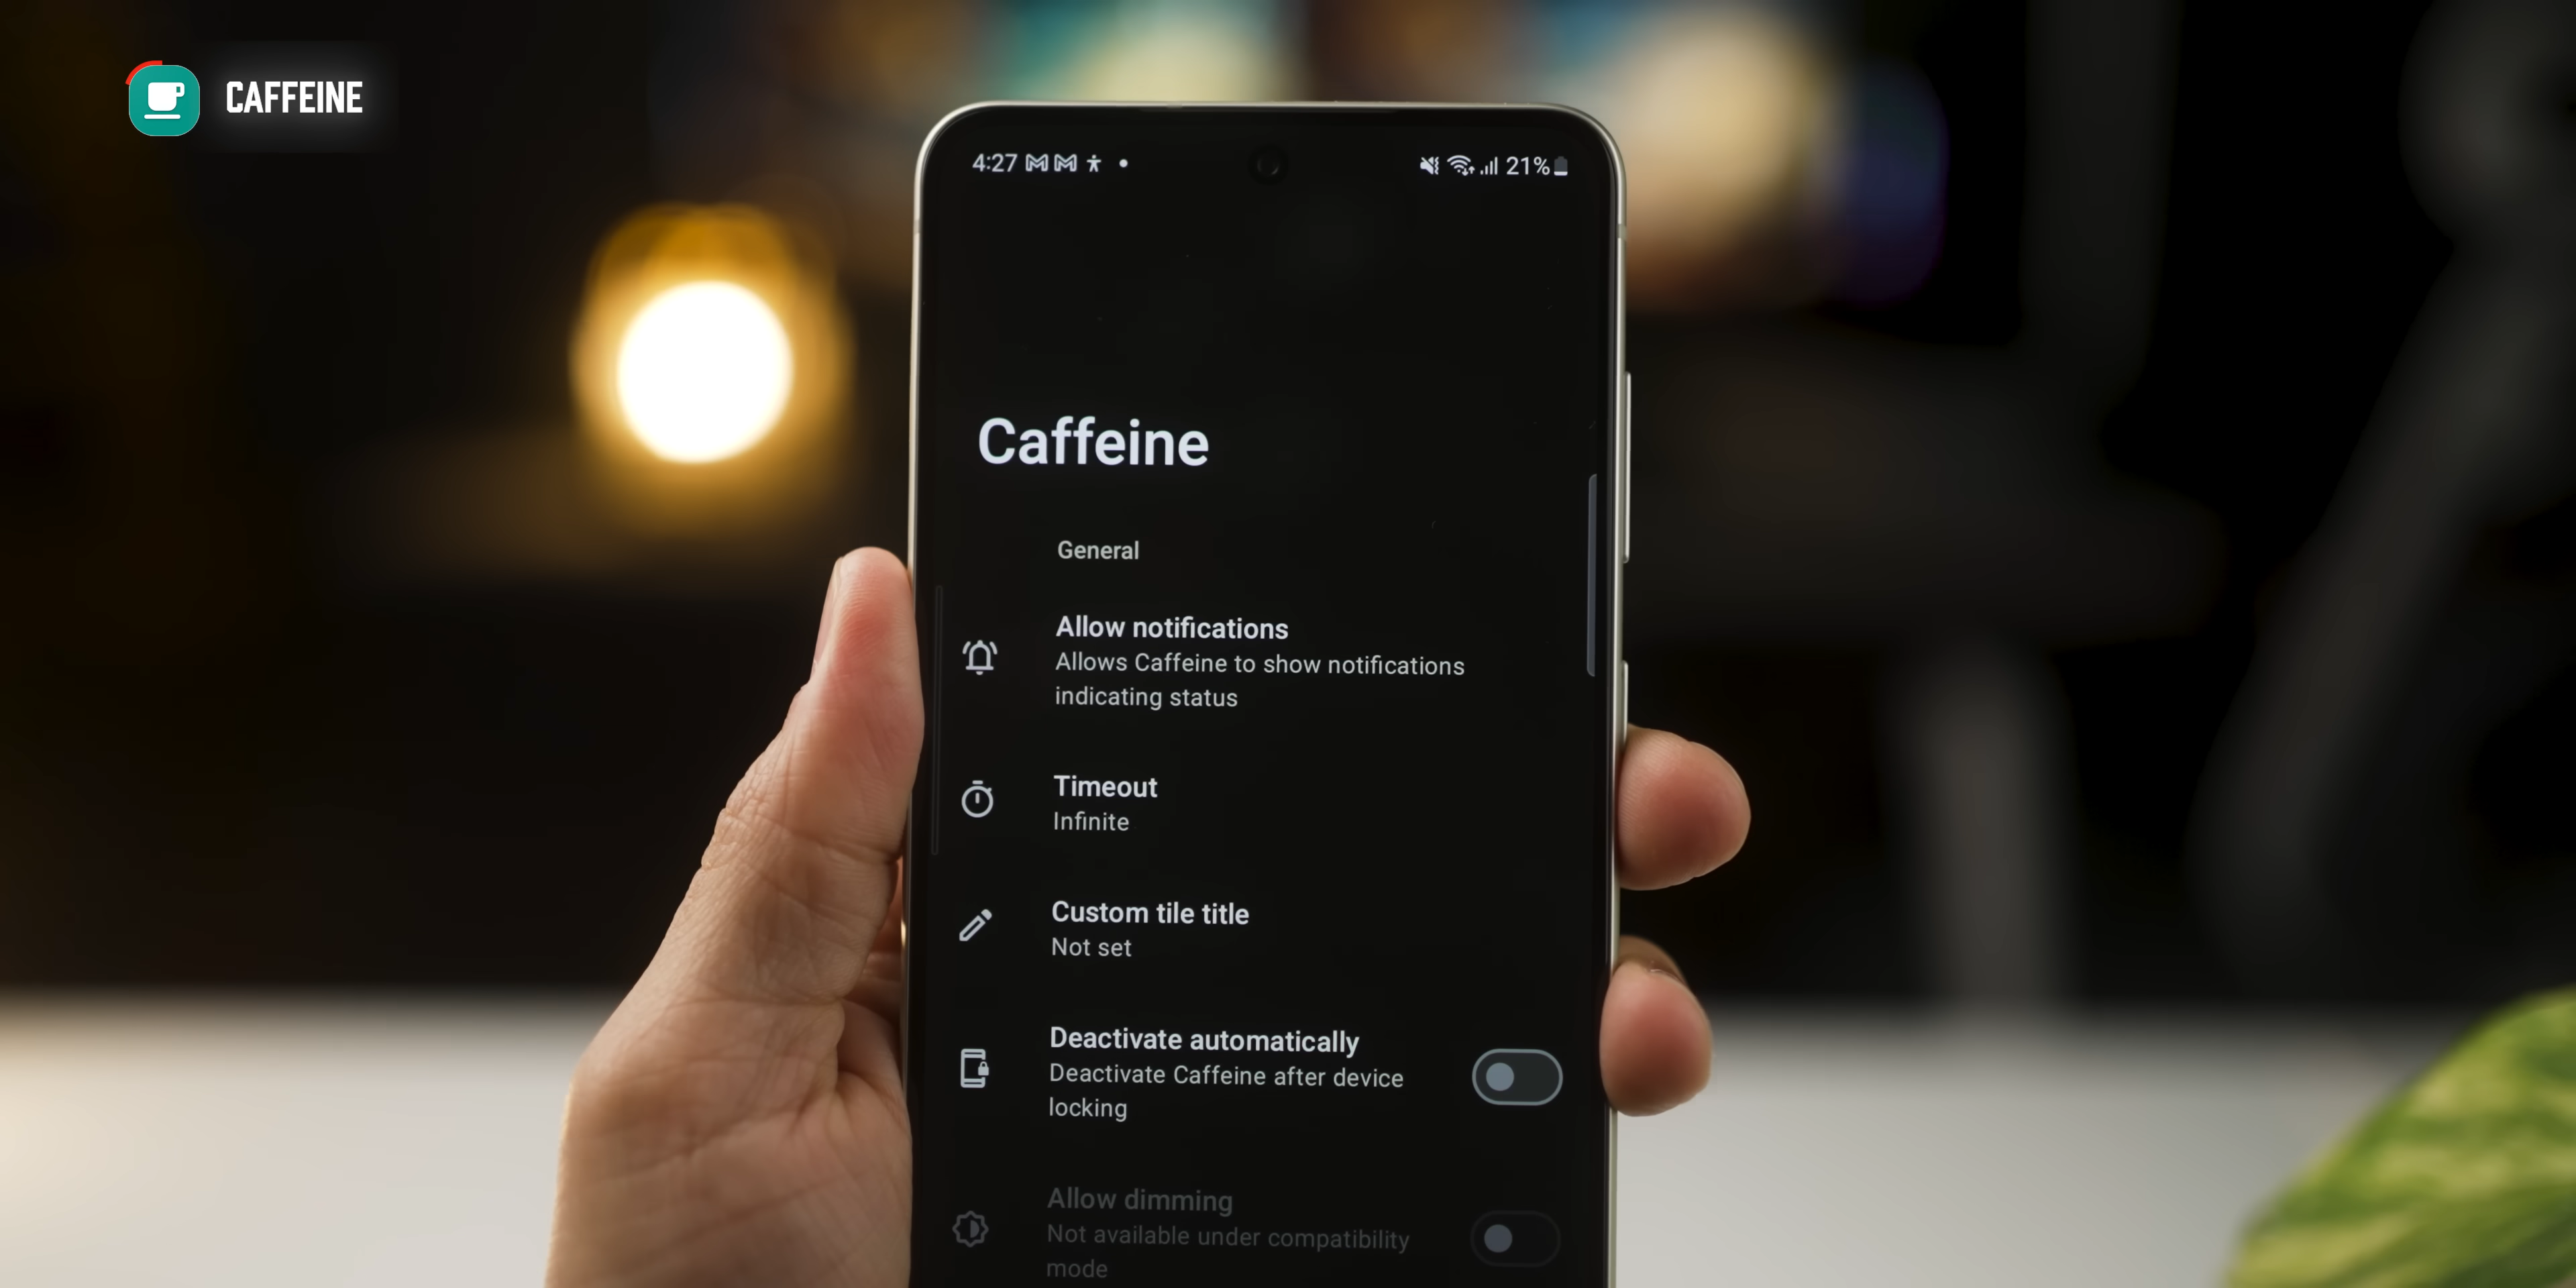 CAFFEINE
4:27
21%
Caffeine
General
Allow notifications
Allows Caffeine to show notifications
indicating status
Timeout
Infinite
Custom tile title
Not set
Deactivate automatically
Deactivate Caffeine after device
locking
Allow dimming
Not available under compatibility
mode